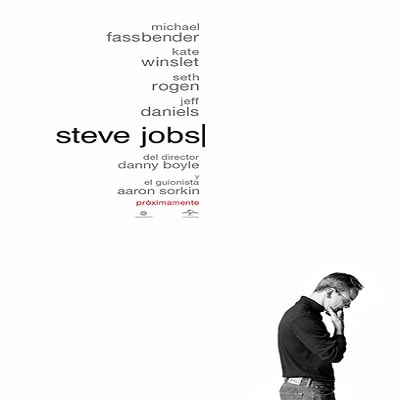 michael
fassbender
kate
winslet
seth
rogen
jeff
daniels
steve jobs
del director
danny boyle
y
el guionista
aaron sorkin
próximamente